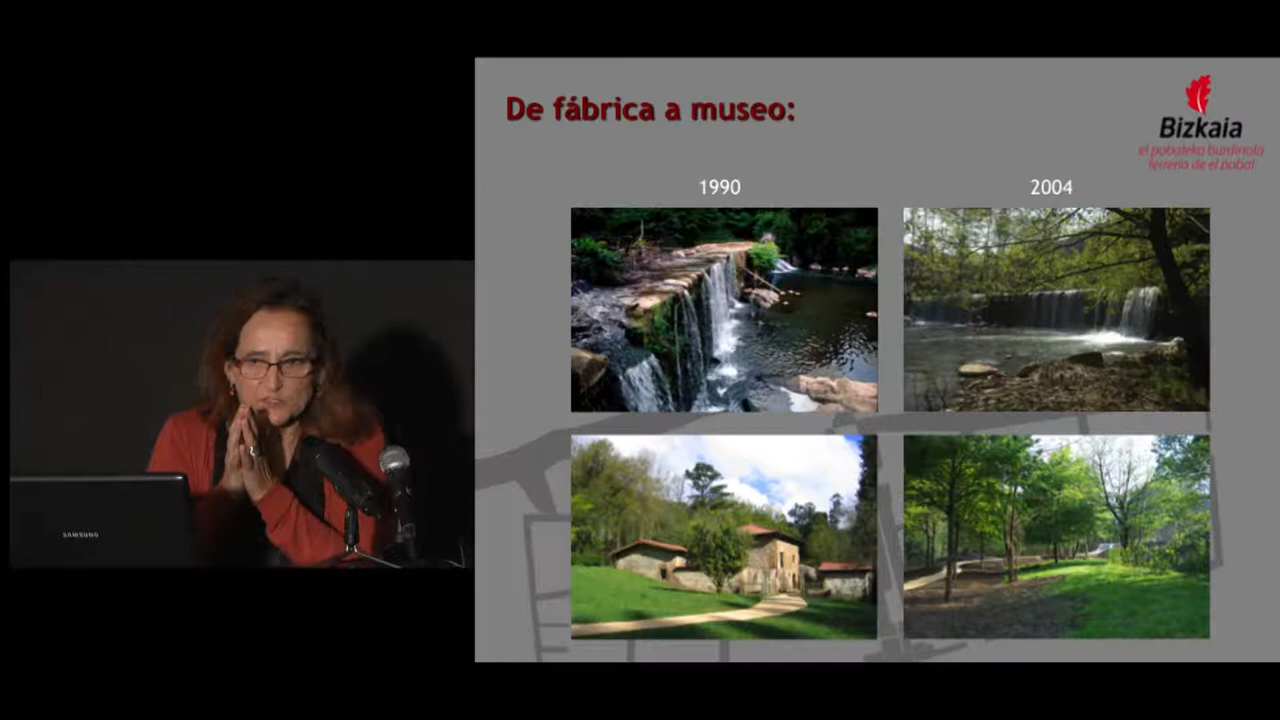 De fábrica a museo:
Bizkaia
el pobaleko burdinola
ferrería de el pobal
1990
2004
SAMSUNG